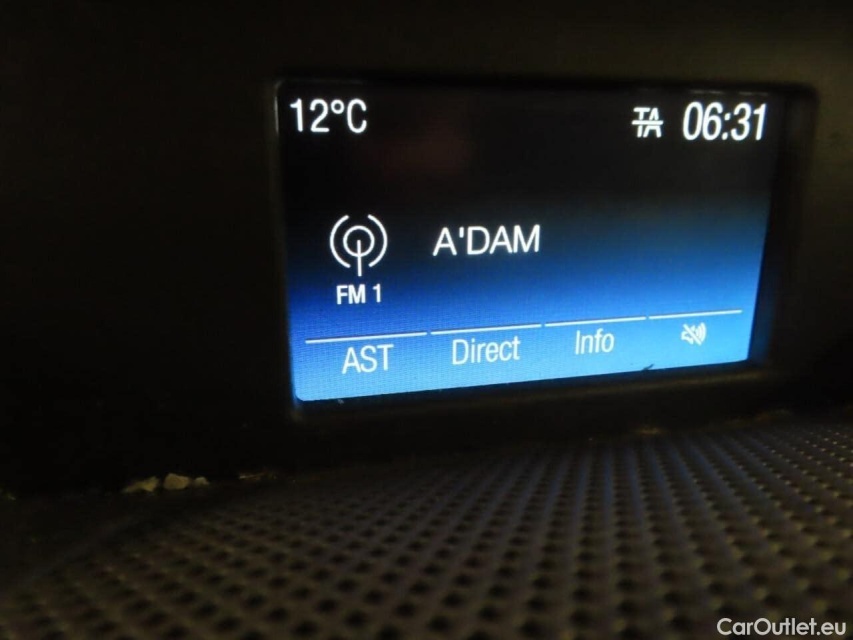 12°C TA 06:31
A'DAM
FM 1
AST Direct Info
CarOutlet.eu